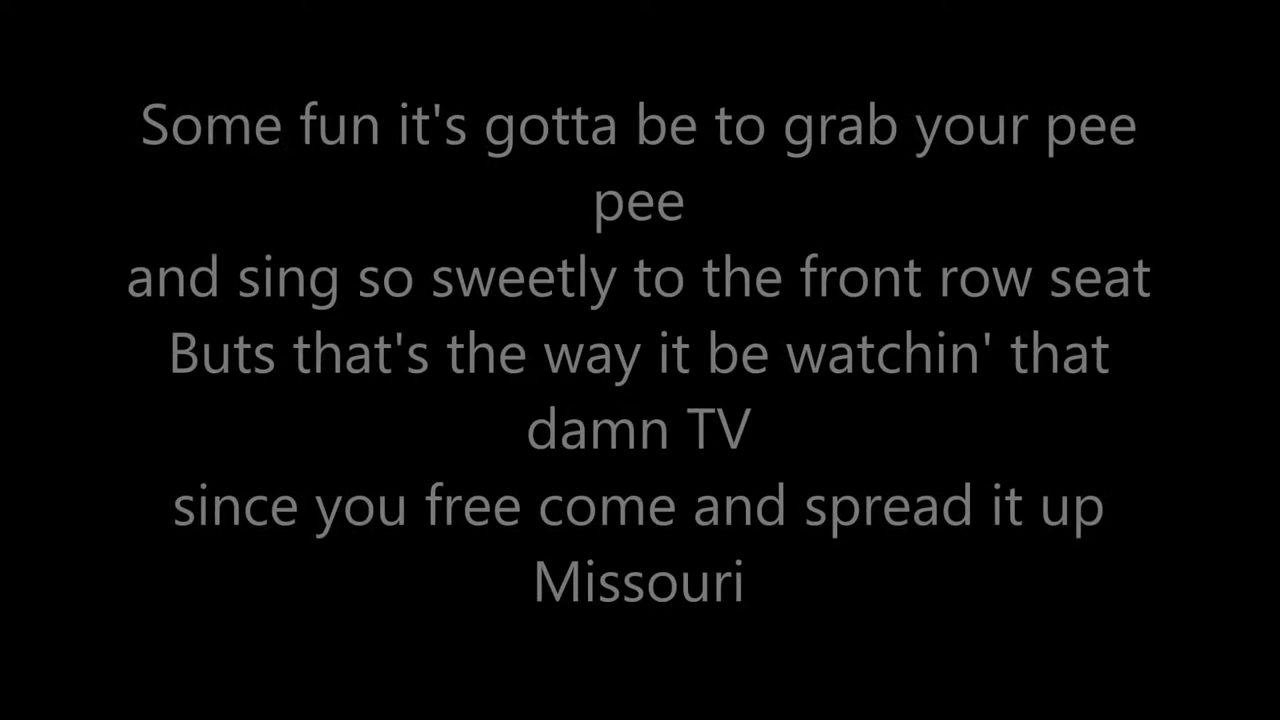 Some fun it's gotta be to grab your pee
pee
and sing so sweetly to the front row seat
Buts that's the way it be watchin' that
damn TV
since you free come and spread it up
Missouri